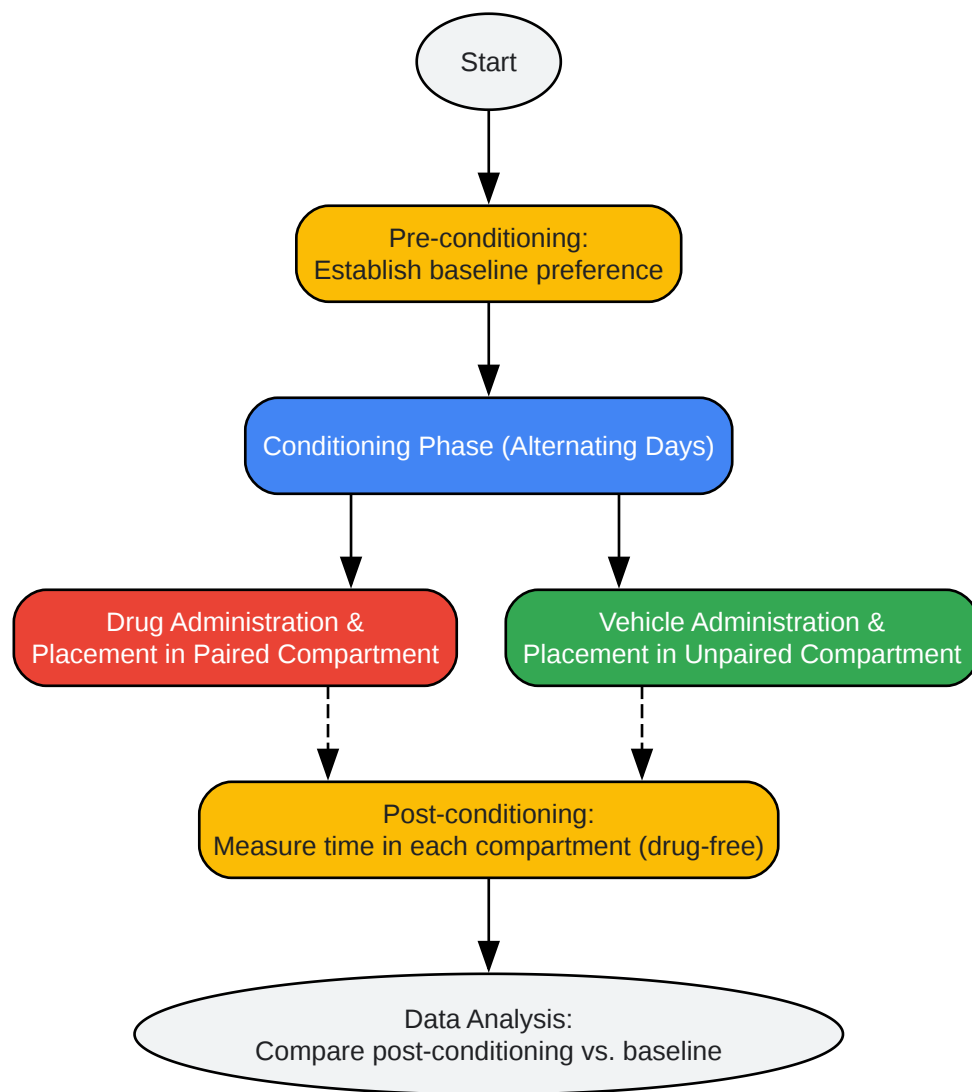 Start
Pre-conditioning:
Establish baseline preference
Conditioning Phase (Alternating Days)
Drug Administration &
Placement in Paired Compartment
Vehicle Administration &
Placement in Unpaired Compartment
Post-conditioning:
Measure time in each compartment (drug-free)
Data Analysis:
Compare post-conditioning vs. baseline